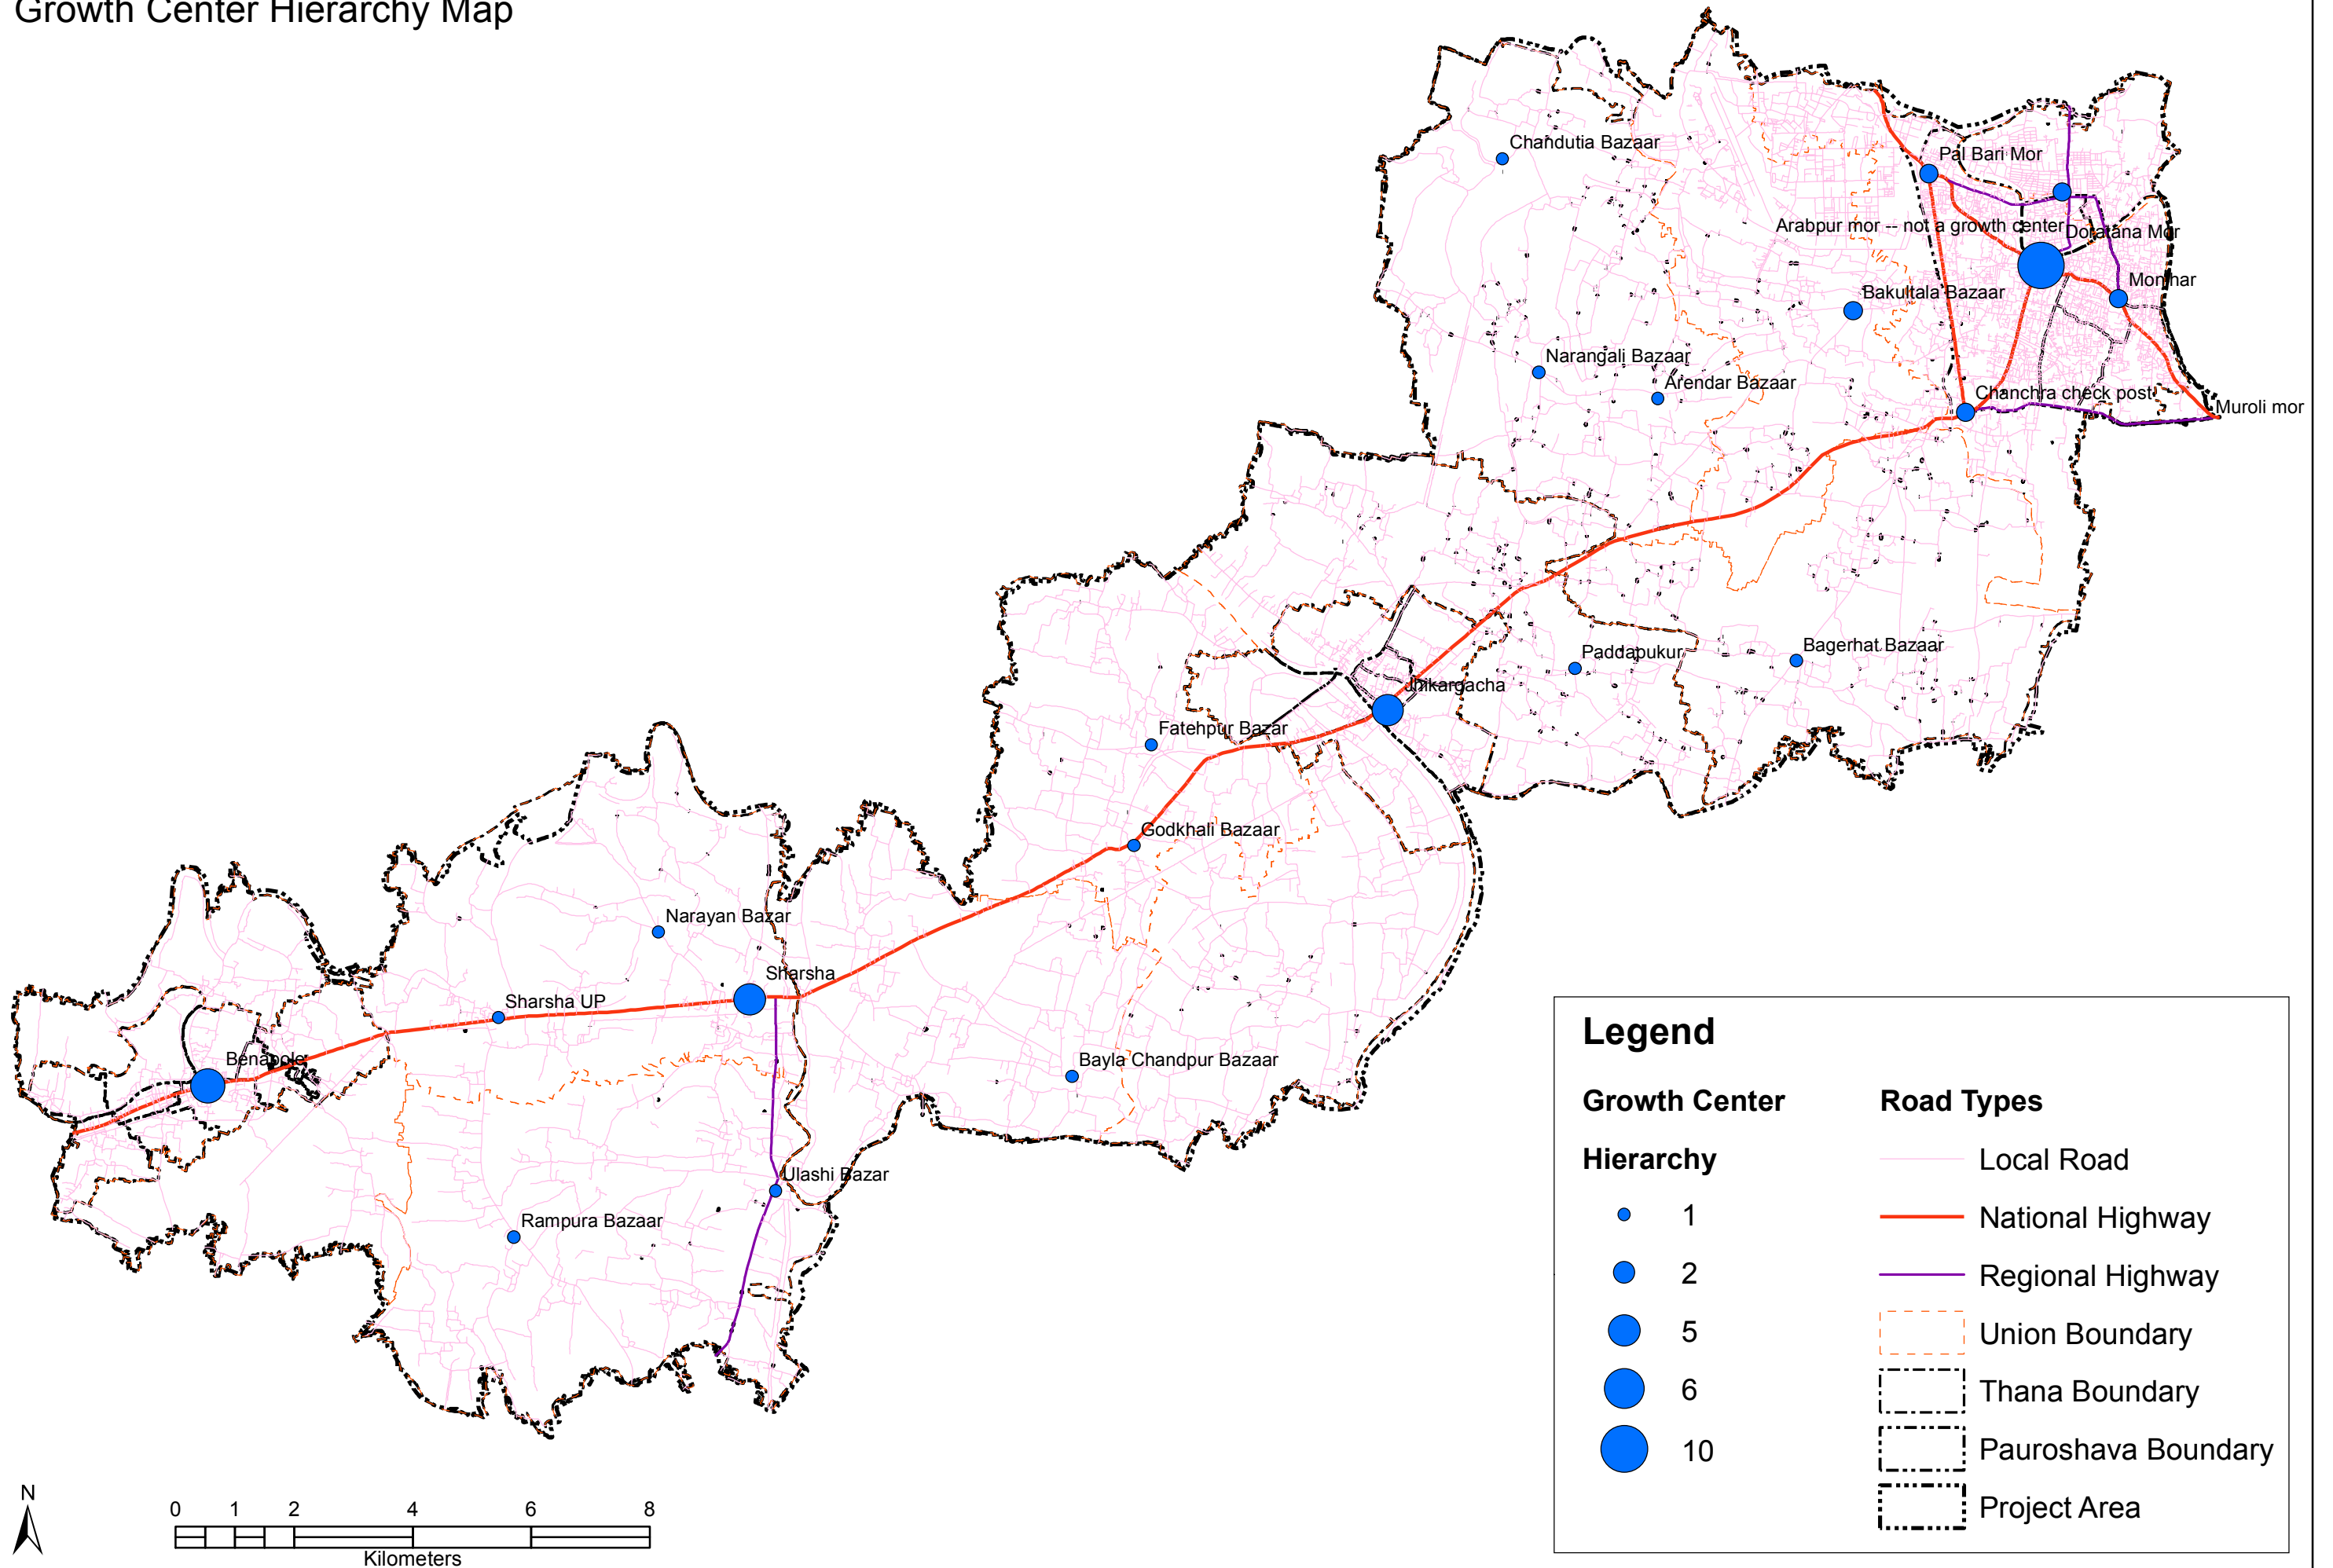 Growth Center Hierarchy Map
Chandutia Bazaar
Pal Bari Mor
Arabpur mor -- not a growth center
Doratana Mor
Monihar
Bakultala Bazaar
Narangali Bazaar
Arendar Bazaar
Chanchra check post
Muroli mor
Paddapukur
Bagerhat Bazaar
Jhikargacha
Fatehpur Bazar
Godkhali Bazaar
Narayan Bazar
Sharsha
Sharsha UP
Benapole
Bayla Chandpur Bazaar
Ulashi Bazar
Rampura Bazaar
Legend
Growth Center
Hierarchy
1
2
5
6
10
Road Types
Local Road
National Highway
Regional Highway
Union Boundary
Thana Boundary
Pauroshava Boundary
Project Area
N
0 1 2 4 6 8
Kilometers